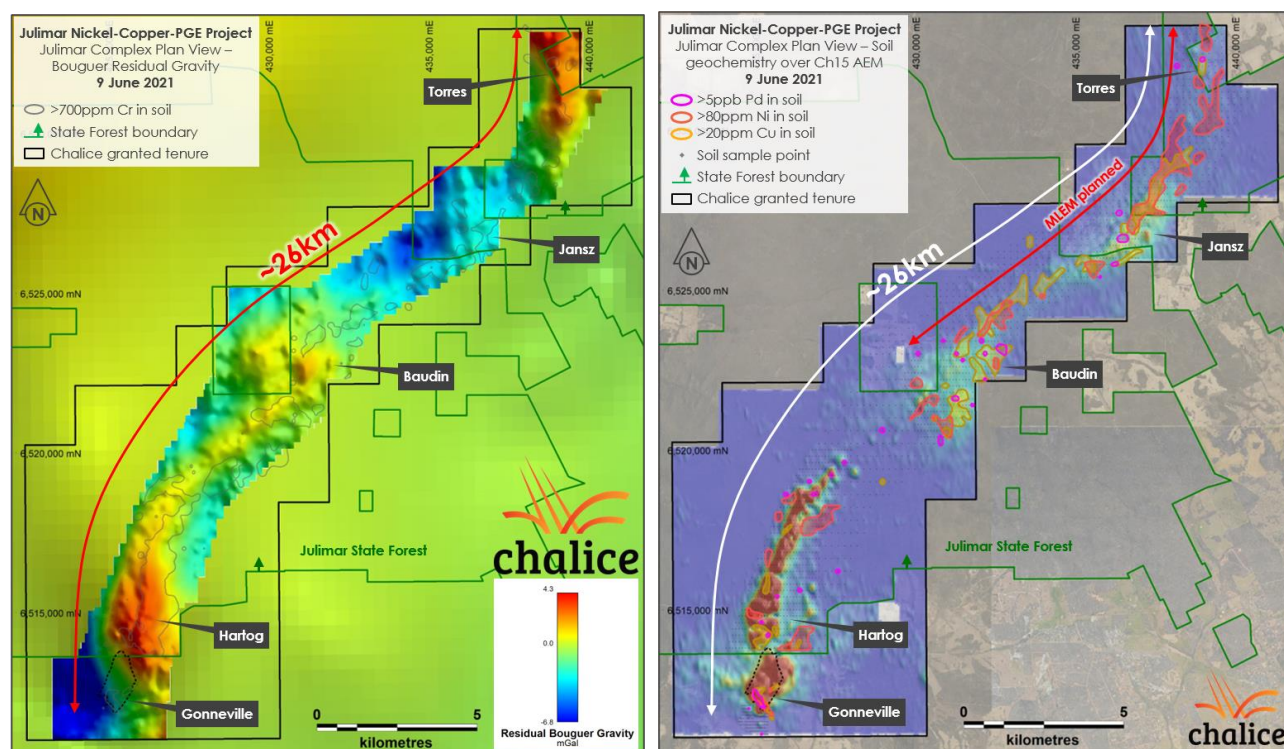 Julimar Nickel-Copper-PGE Project
Julimar Complex Plan View –
Bouguer Residual Gravity
9 June 2021
>700ppm Cr in soil
State Forest boundary
Chalice granted tenure
N
430,000 mE
435,000 mE
440,000 mE
Torres
~26km
Jansz
6,525,000 mN
Baudin
6,520,000 mN
chalice
Julimar State Forest
6,515,000 mN
Hartog
Gonneville
4.3
0.0
-6.8
Residual Bouguer Gravity
mGal
0 5
kilometres
Julimar Nickel-Copper-PGE Project
Julimar Complex Plan View – Soil
geochemistry over Ch15 AEM
9 June 2021
>5ppb Pd in soil
>80ppm Ni in soil
>20ppm Cu in soil
Soil sample point
State Forest boundary
Chalice granted tenure
N
430,000 mE
435,000 mE
440,000 mE
Torres
MLEM planned
~26km
Jansz
6,525,000 mN
Baudin
6,520,000 mN
Julimar State Forest
6,515,000 mN
Hartog
Gonneville
0 5
kilometres
chalice